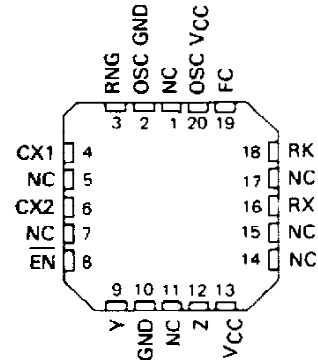 RNG
OSC GND
NC
OSC VCC
FC
3 2 1 20 19
CX1 4
NC 5
CX2 6
NC 7
E̅N̅ 8
18 RK
17 NC
16 RX
15 NC
14 NC
9 10 11 12 13
Y
GND
NC
Z
VCC